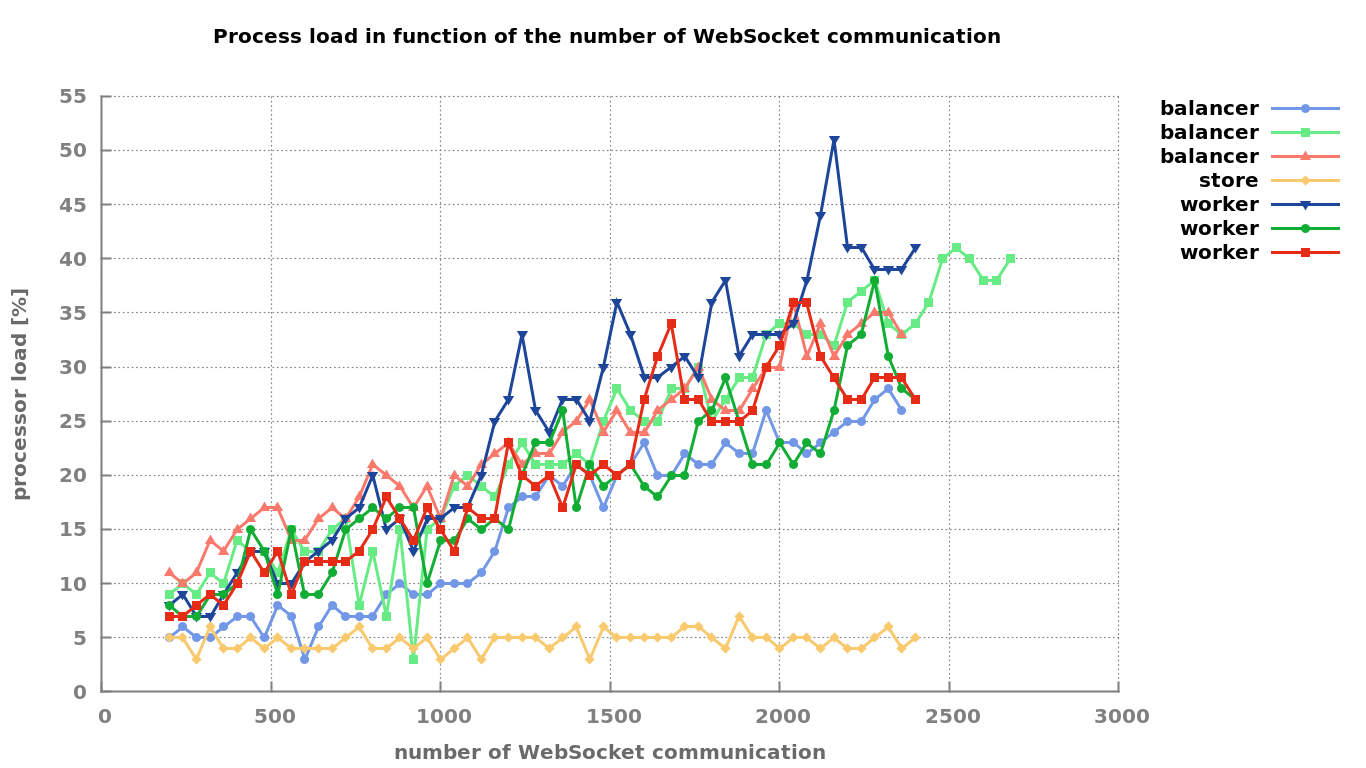 Process load in function of the number of WebSocket communication
55
50
45
40
35
30
25
20
15
10
5
0
processor load [%]
0 500 1000 1500 2000 2500 3000
number of WebSocket communication
balancer
balancer
balancer
store
worker
worker
worker